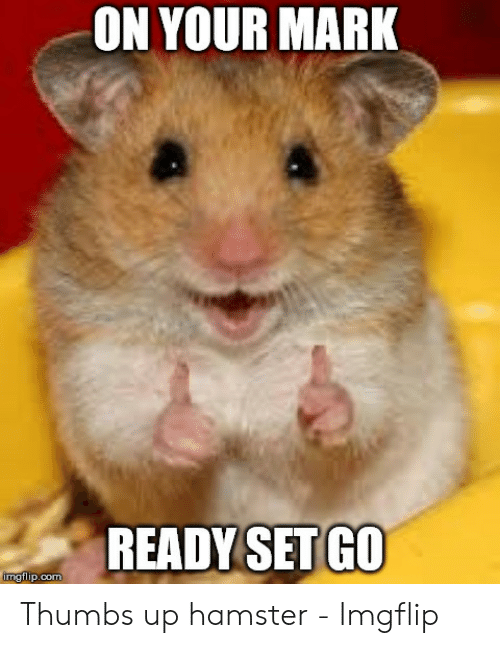 ON YOUR MARK
READY SET GO
imgflip.com
Thumbs up hamster - Imgflip